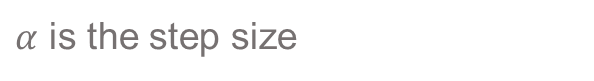 α is the step size